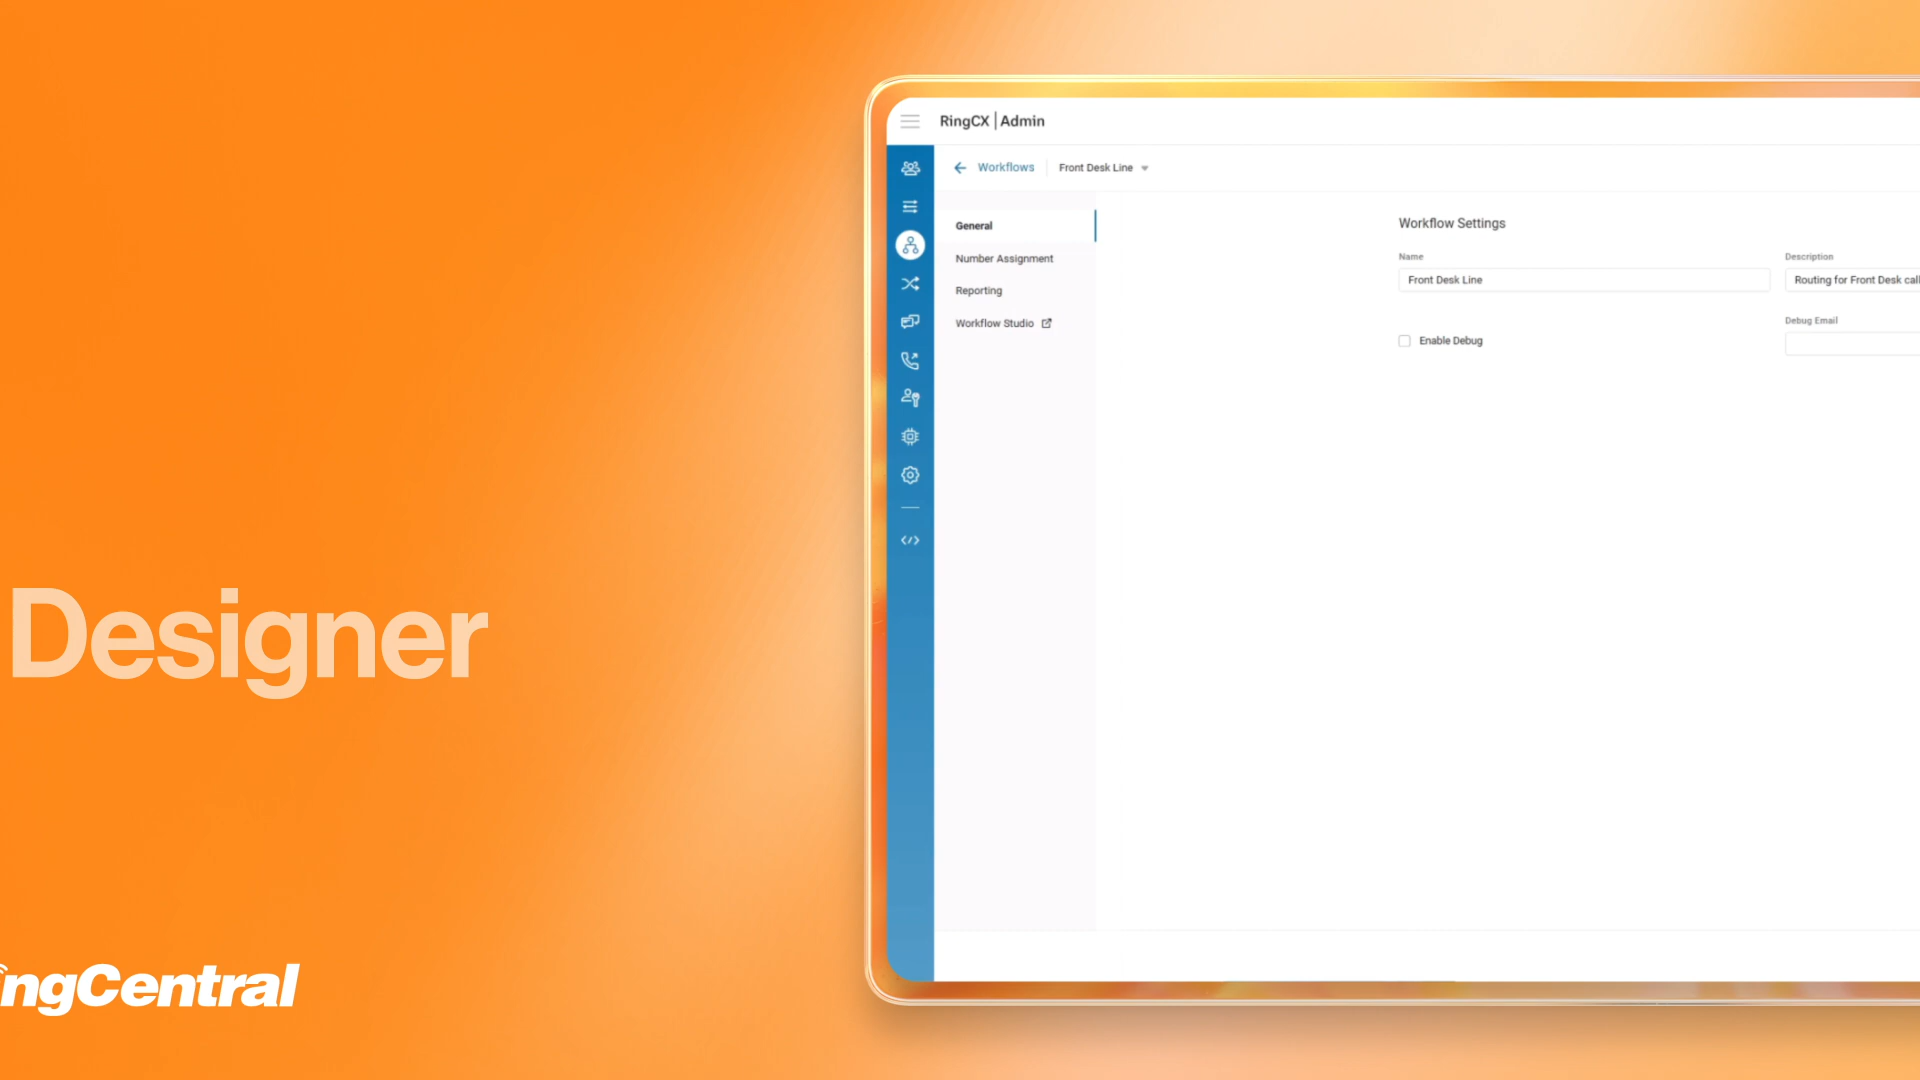 RingCX | Admin
Workflows
Front Desk Line
General
Number Assignment
Reporting
Workflow Studio
Workflow Settings
Name
Description
Front Desk Line
Routing for Front Desk call
Debug Email
Enable Debug
Designer
ingCentral